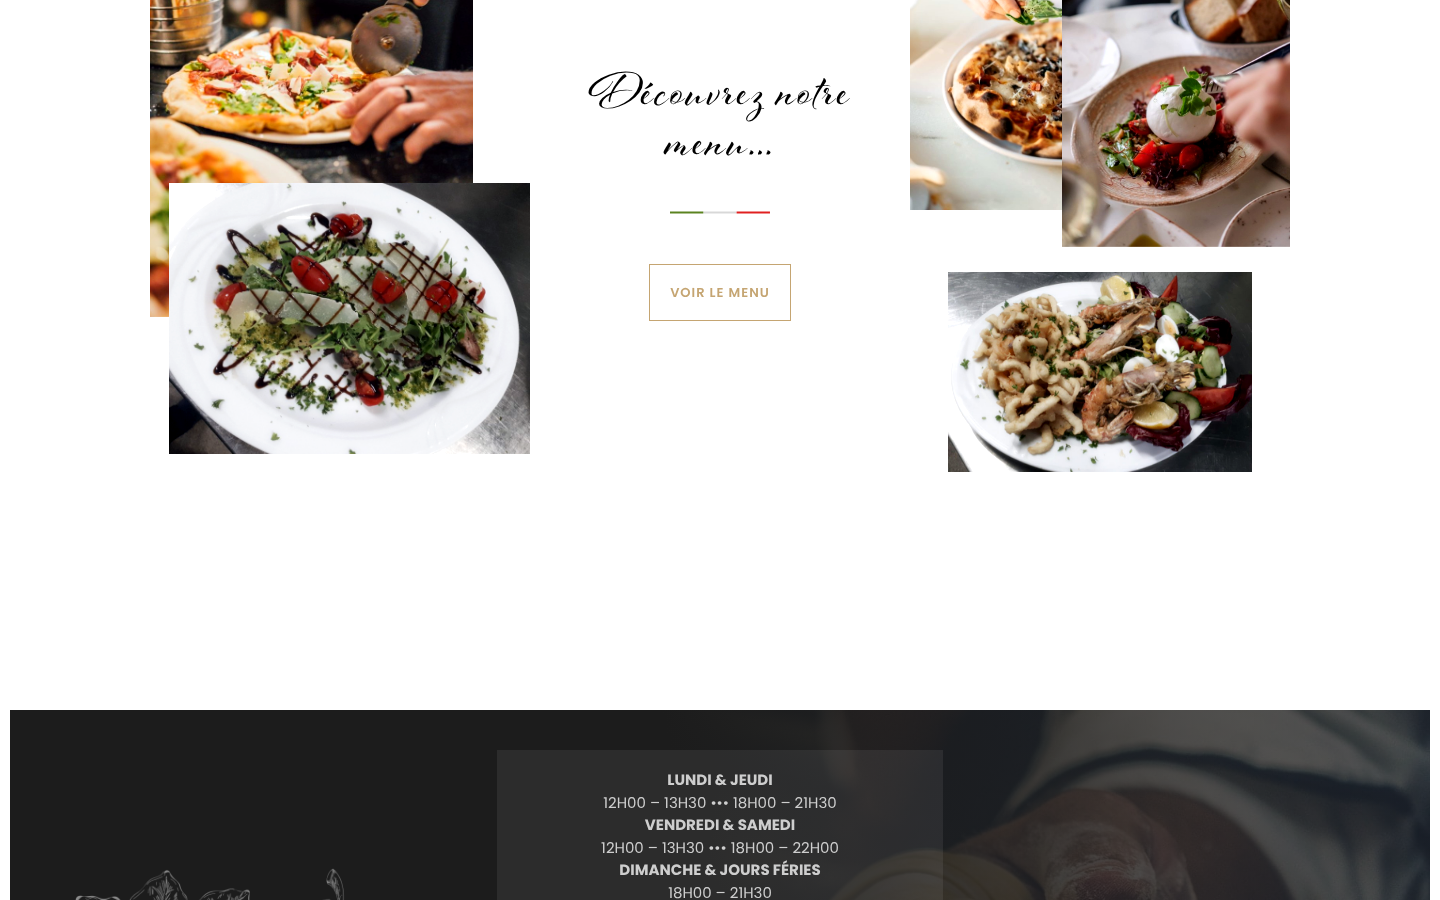 Découvrez notre
menu...
VOIR LE MENU
LUNDI & JEUDI
12H00 – 13H30 ••• 18H00 – 21H30
VENDREDI & SAMEDI
12H00 – 13H30 ••• 18H00 – 22H00
DIMANCHE & JOURS FÉRIES
18H00 – 21H30